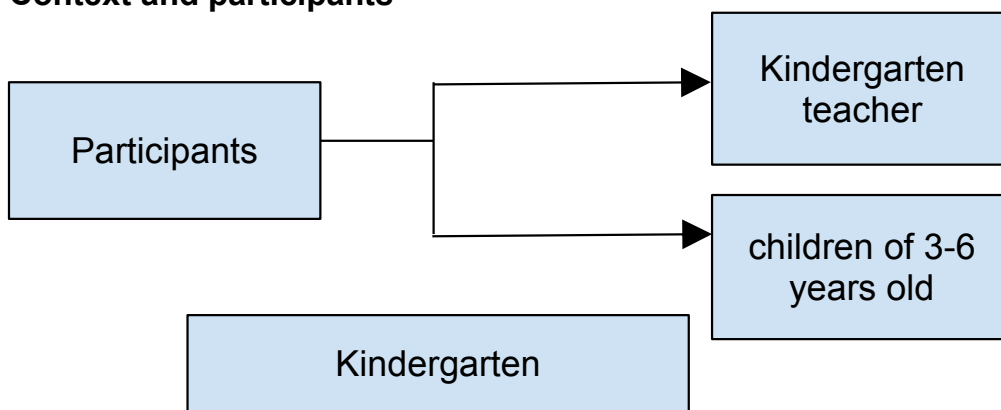 Context and participants
Participants
Kindergarten
teacher
children of 3-6
years old
Kindergarten